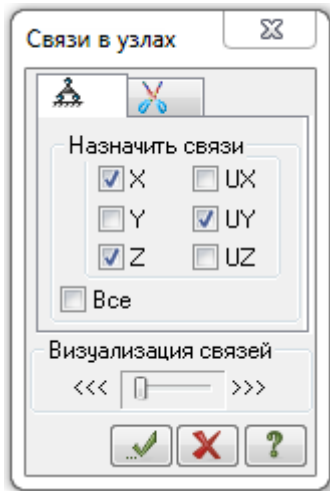 Связи в узлах
Назначить связи
X UX
Y UY
Z UZ
Все
Визуализация связей
<<< >>>
?